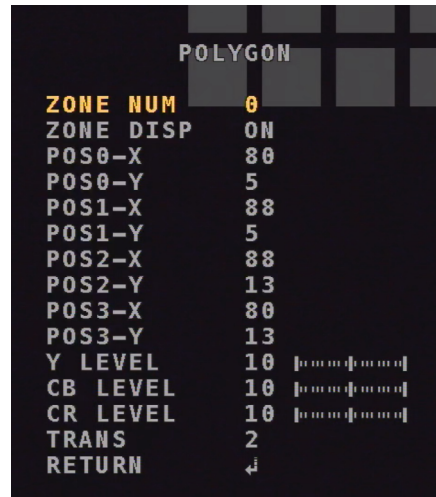 POLYGON
ZONE NUM 0
ZONE DISP ON
POS0-X 80
POS0-Y 5
POS1-X 88
POS1-Y 5
POS2-X 88
POS2-Y 13
POS3-X 80
POS3-Y 13
Y LEVEL 10
CB LEVEL 10
CR LEVEL 10
TRANS 2
RETURN ↲